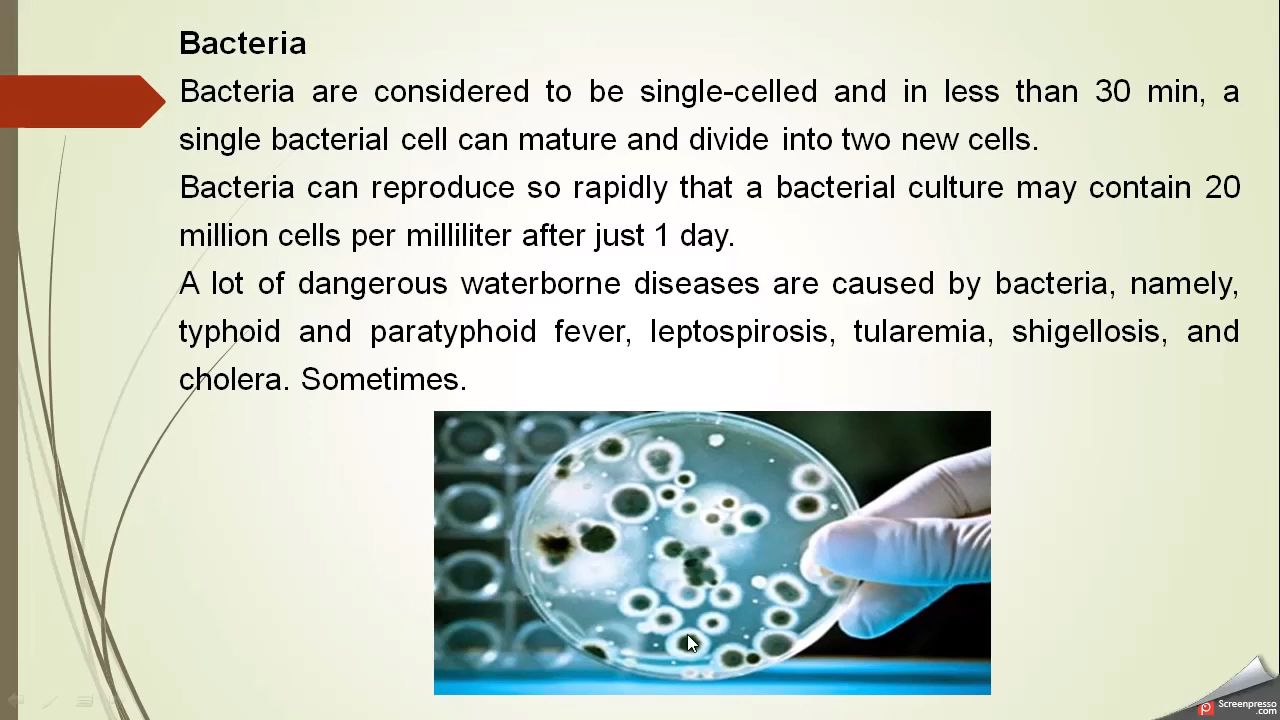 Bacteria
Bacteria are considered to be single-celled and in less than 30 min, a
single bacterial cell can mature and divide into two new cells.
Bacteria can reproduce so rapidly that a bacterial culture may contain 20
million cells per milliliter after just 1 day.
A lot of dangerous waterborne diseases are caused by bacteria, namely,
typhoid and paratyphoid fever, leptospirosis, tularemia, shigellosis, and
cholera. Sometimes.
Screenpresso
.com